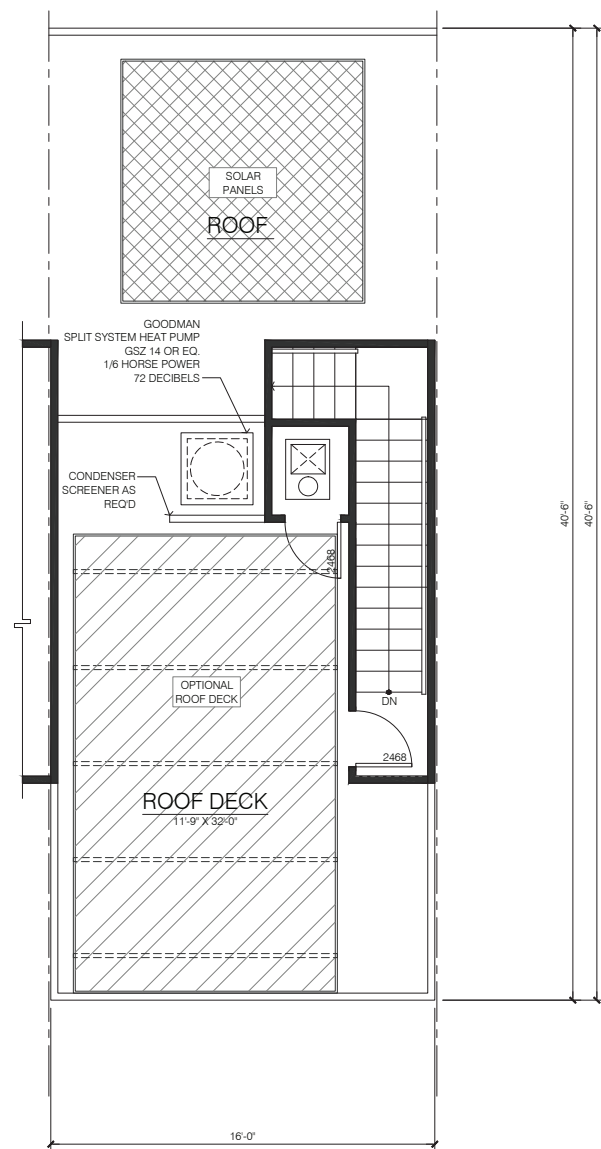 SOLAR
PANELS
ROOF
GOODMAN
SPLIT SYSTEM HEAT PUMP
GSZ 14 OR EQ.
1/6 HORSE POWER
72 DECIBELS
CONDENSER
SCREENER AS
REQ'D
2468
40'-6"
40'-6"
OPTIONAL
ROOF DECK
DN
2468
ROOF DECK
11'-9" X 32'-0"
16'-0"